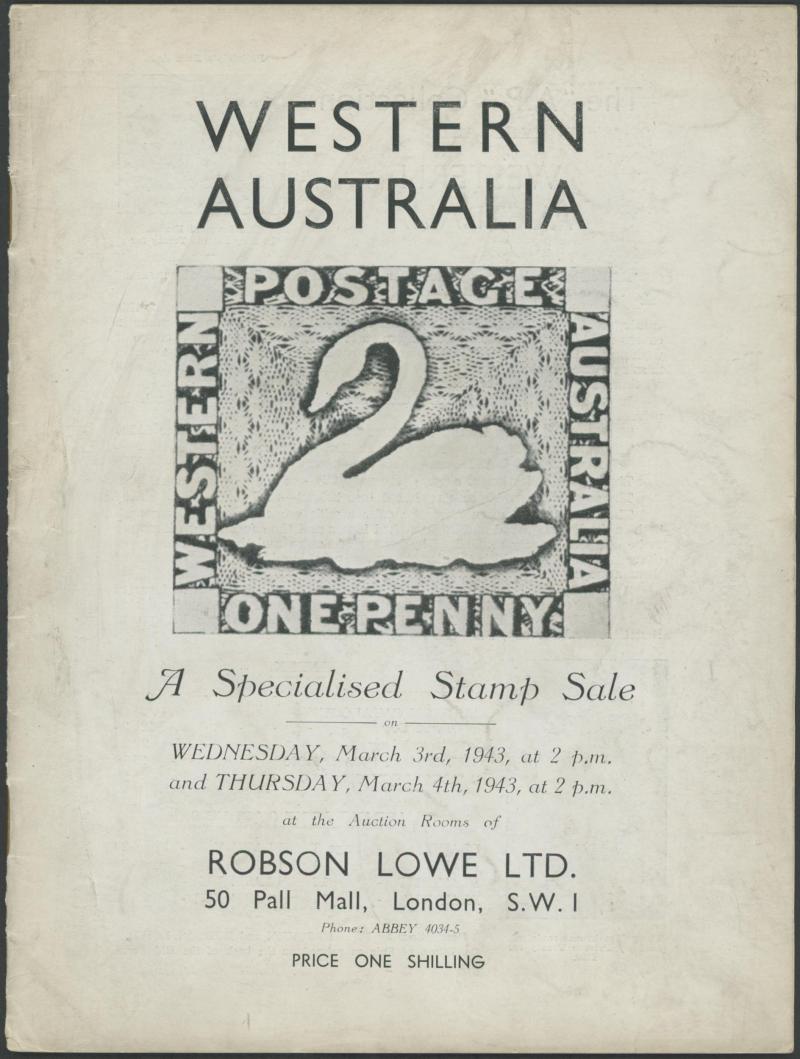 WESTERN
AUSTRALIA
POSTAGE
WESTERN
AUSTRALIA
ONE PENNY
A Specialised Stamp Sale
on
WEDNESDAY, March 3rd, 1943, at 2 p.m.
and THURSDAY, March 4th, 1943, at 2 p.m.
at the Auction Rooms of
ROBSON LOWE LTD.
50 Pall Mall, London, S.W. 1
Phone: ABBEY 4034-5
PRICE ONE SHILLING